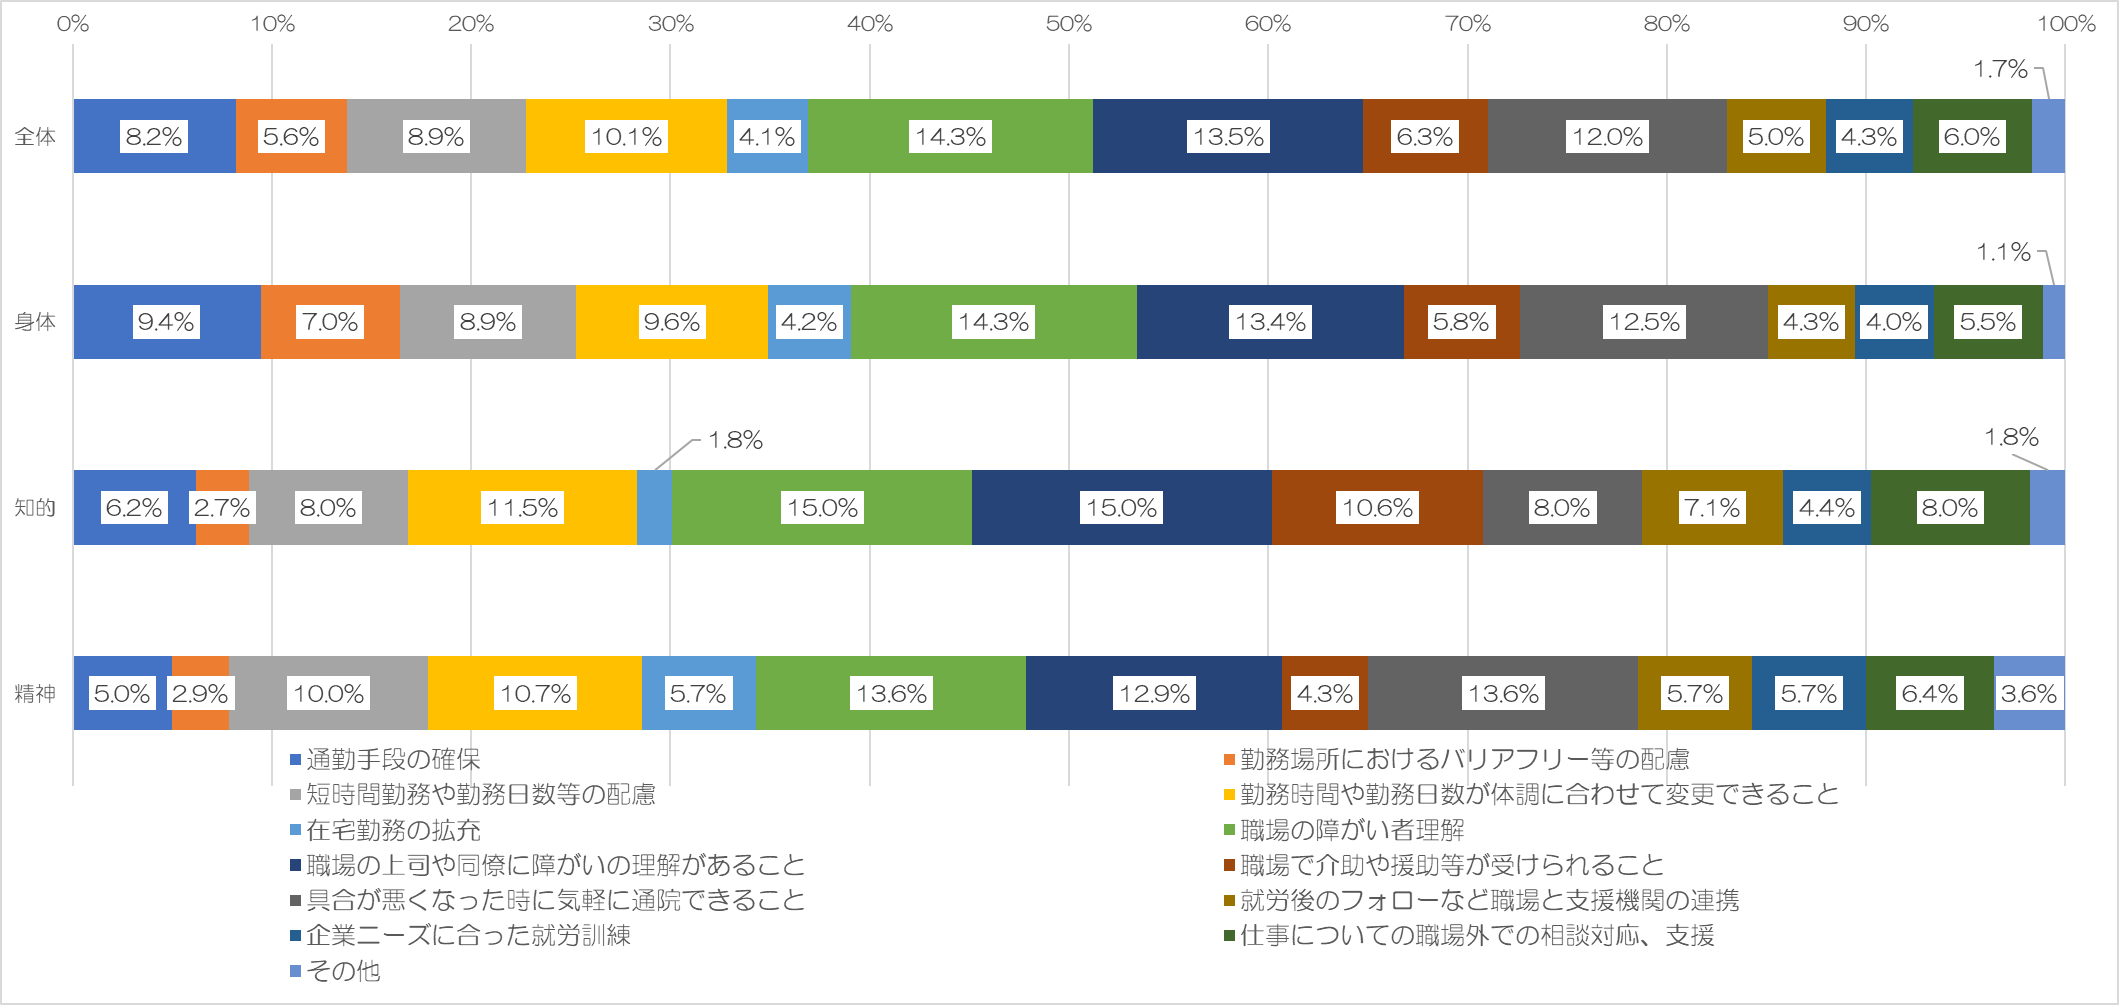 0% 10% 20% 30% 40% 50% 60% 70% 80% 90% 100%
1.7%
全体 8.2% 5.6% 8.9% 10.1% 4.1% 14.3% 13.5% 6.3% 12.0% 5.0% 4.3% 6.0%
1.1%
身体 9.4% 7.0% 8.9% 9.6% 4.2% 14.3% 13.4% 5.8% 12.5% 4.3% 4.0% 5.5%
1.8% 1.8%
知的 6.2% 2.7% 8.0% 11.5% 15.0% 15.0% 10.6% 8.0% 7.1% 4.4% 8.0%
精神 5.0% 2.9% 10.0% 10.7% 5.7% 13.6% 12.9% 4.3% 13.6% 5.7% 5.7% 6.4% 3.6%
通勤手段の確保 勤務場所におけるバリアフリー等の配慮
短時間勤務や勤務日数等の配慮 勤務時間や勤務日数が体調に合わせて変更できること
在宅勤務の拡充 職場の障がい者理解
職場の上司や同僚に障がいの理解があること 職場で介助や援助等が受けられること
具合が悪くなった時に気軽に通院できること 就労後のフォローなど職場と支援機関の連携
企業ニーズに合った就労訓練 仕事についての職場外での相談対応、支援
その他